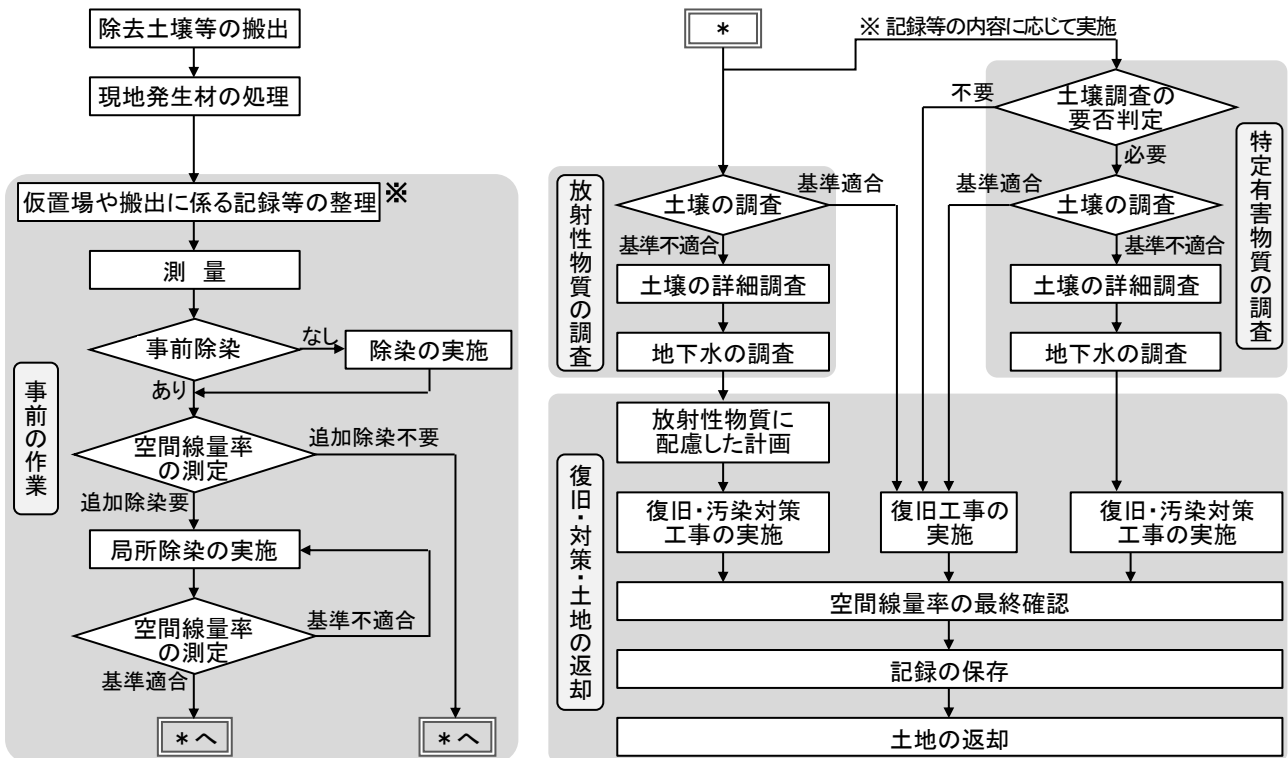 除去土壌等の搬出
現地発生材の処理
仮置場や搬出に係る記録等の整理※
測 量
事前除染
なし
除染の実施
あり
空間線量率
の測定
追加除染不要
追加除染要
局所除染の実施
空間線量率
の測定
基準不適合
基準適合
*へ
*へ
事前の作業
*
※ 記録等の内容に応じて実施
不要
土壌調査の
要否判定
必要
放射性物質の調査
土壌の調査
基準適合
基準不適合
土壌の詳細調査
地下水の調査
基準適合
土壌の調査
基準不適合
土壌の詳細調査
地下水の調査
特定有害物質の調査
放射性物質に
配慮した計画
復旧・汚染対策
工事の実施
復旧工事の
実施
復旧・汚染対策
工事の実施
空間線量率の最終確認
記録の保存
土地の返却
復旧・対策・土地の返却